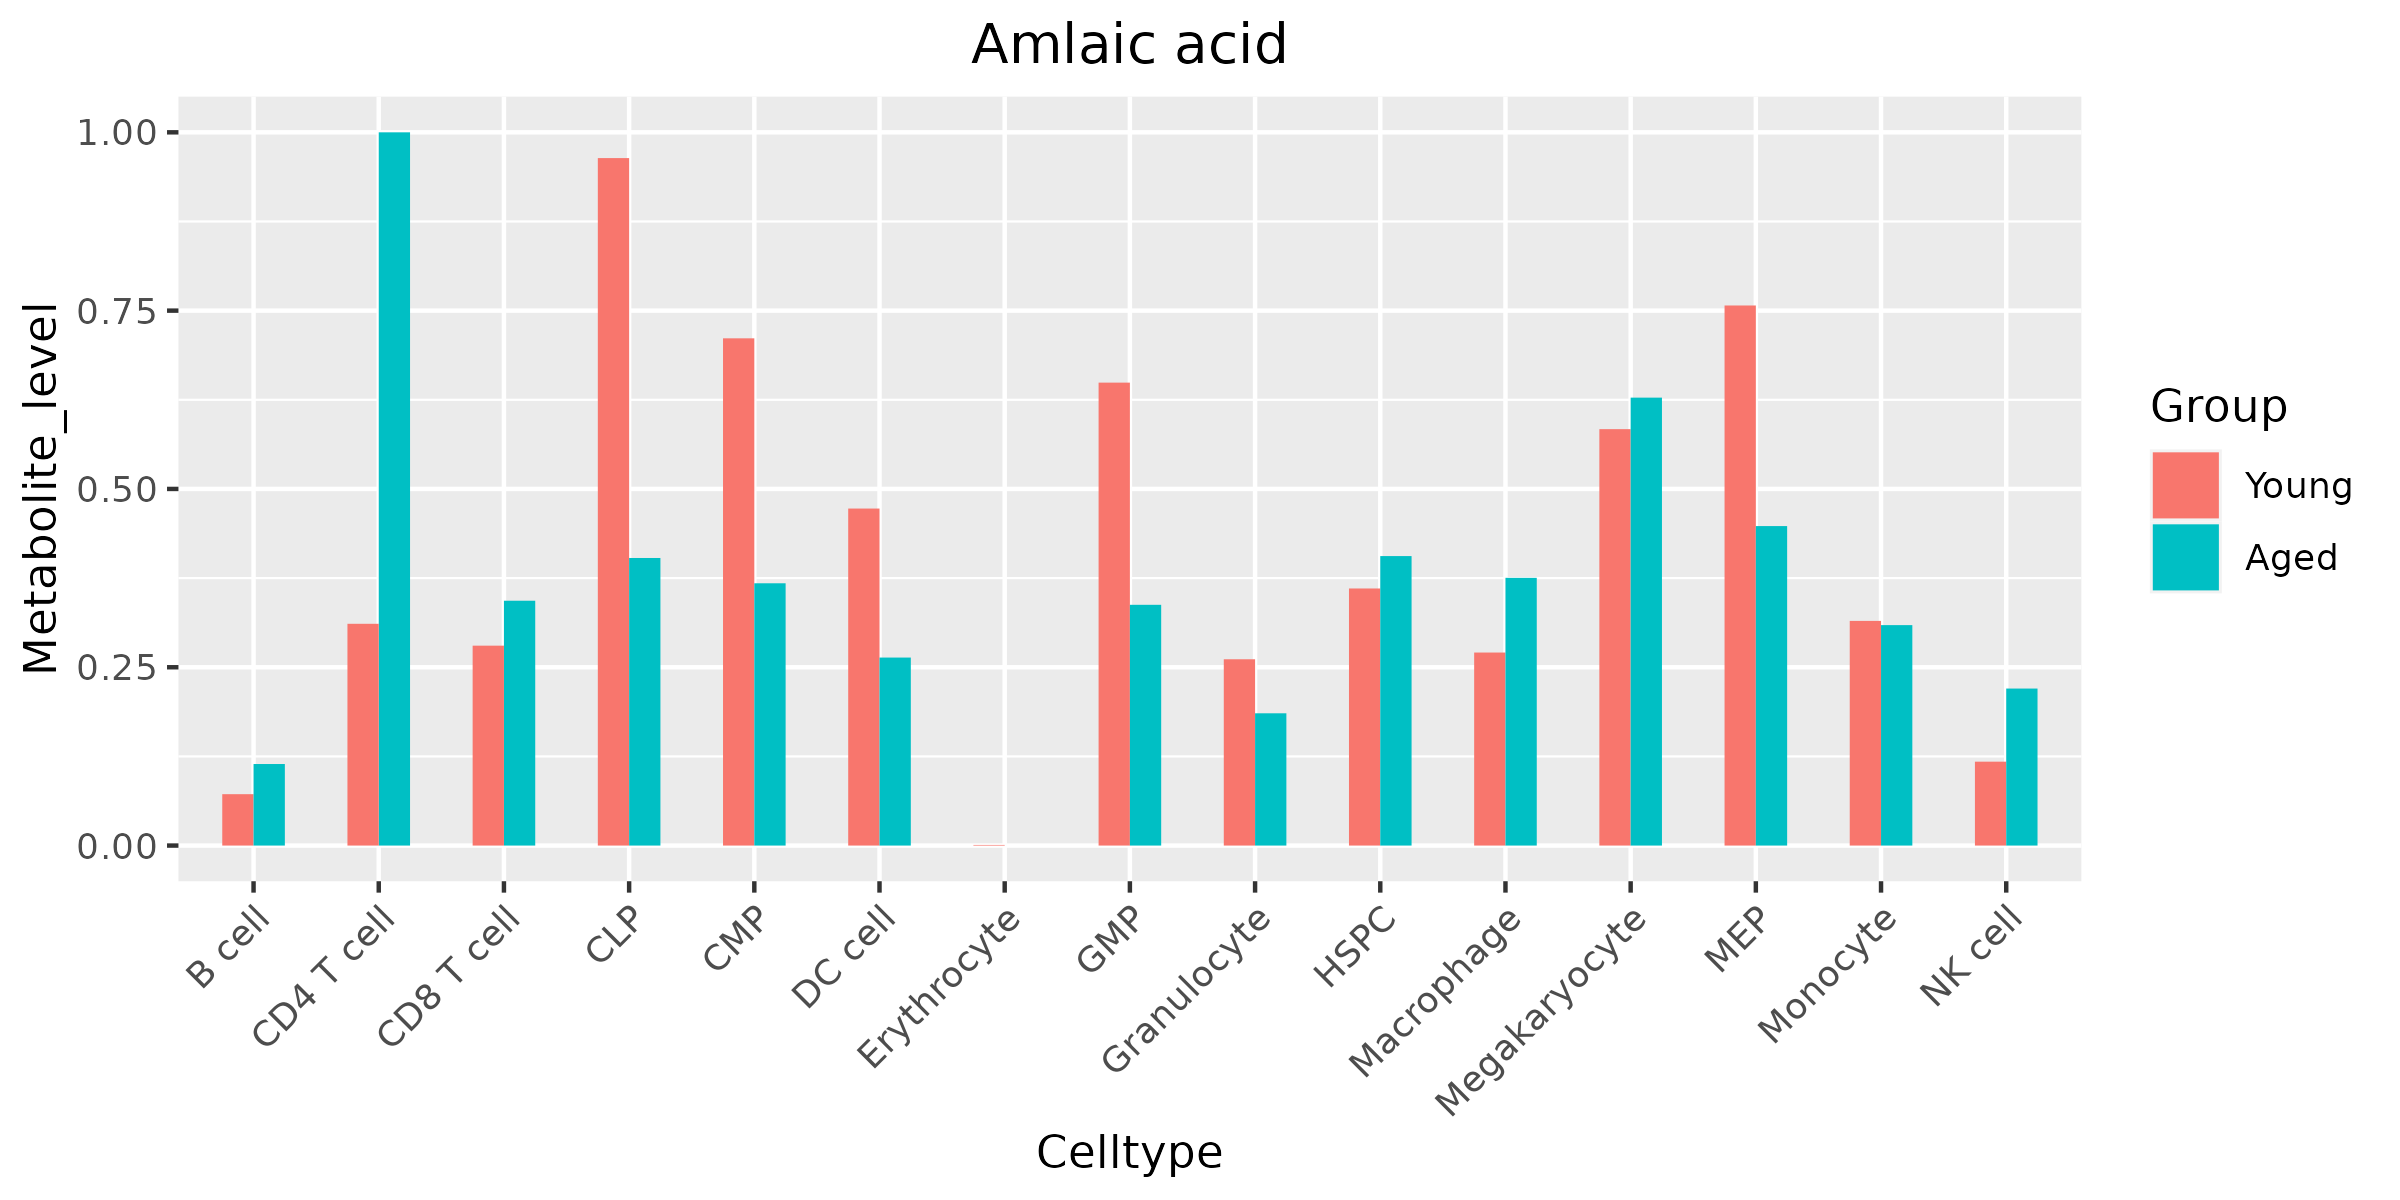 Amlaic acid
Metabolite_level
1.00
0.75
0.50
0.25
0.00
B cell
CD4 T cell
CD8 T cell
CLP
CMP
DC cell
Erythrocyte
GMP
Granulocyte
HSPC
Macrophage
Megakaryocyte
MEP
Monocyte
NK cell
Celltype
Group
Young
Aged